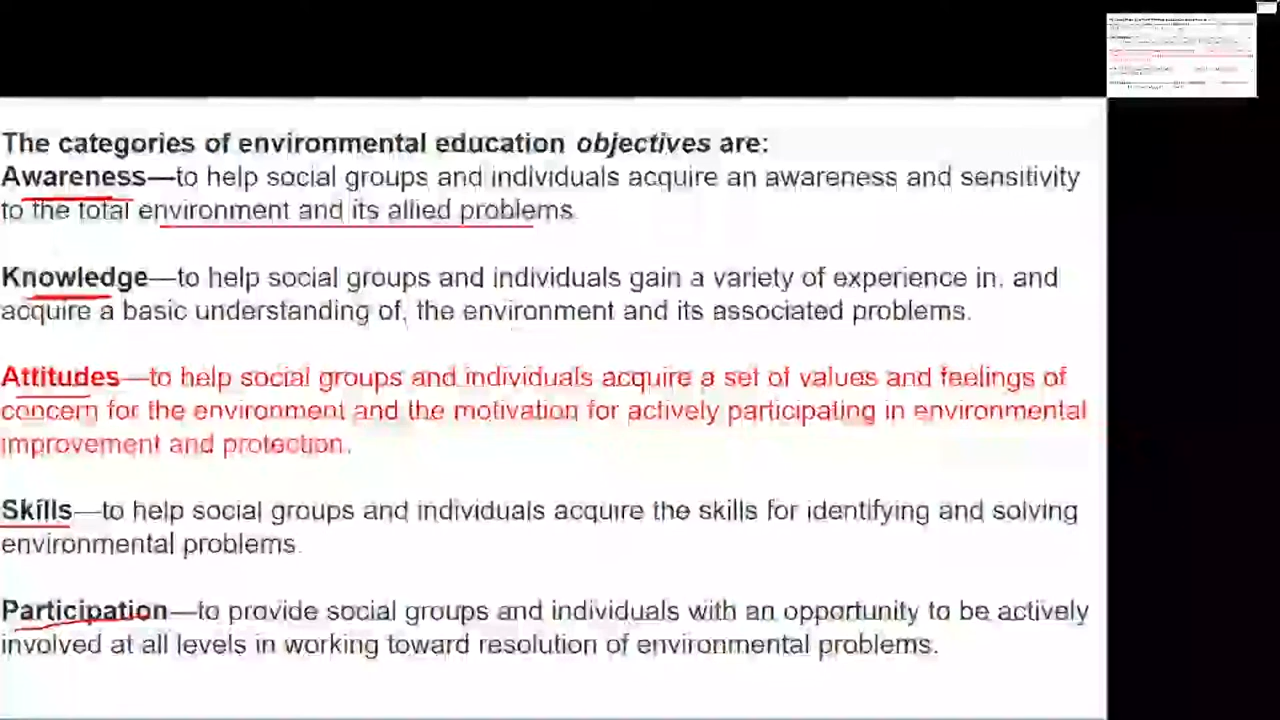 The categories of environmental education objectives are:
Awareness—to help social groups and individuals acquire an awareness and sensitivity
to the total environment and its allied problems.
Knowledge—to help social groups and individuals gain a variety of experience in, and
acquire a basic understanding of, the environment and its associated problems.
Attitudes—to help social groups and individuals acquire a set of values and feelings of
concern for the environment and the motivation for actively participating in environmental
improvement and protection.
Skills—to help social groups and individuals acquire the skills for identifying and solving
environmental problems.
Participation—to provide social groups and individuals with an opportunity to be actively
involved at all levels in working toward resolution of environmental problems.